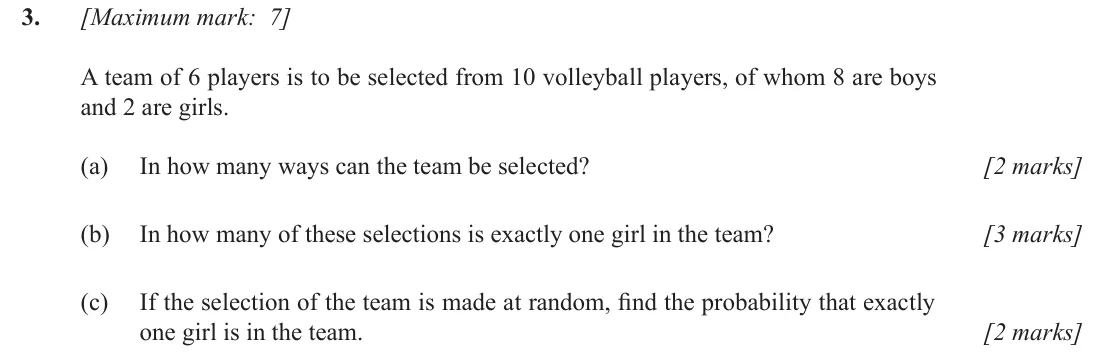 3. [Maximum mark: 7]
A team of 6 players is to be selected from 10 volleyball players, of whom 8 are boys
and 2 are girls.
(a) In how many ways can the team be selected? [2 marks]
(b) In how many of these selections is exactly one girl in the team? [3 marks]
(c) If the selection of the team is made at random, find the probability that exactly
one girl is in the team. [2 marks]